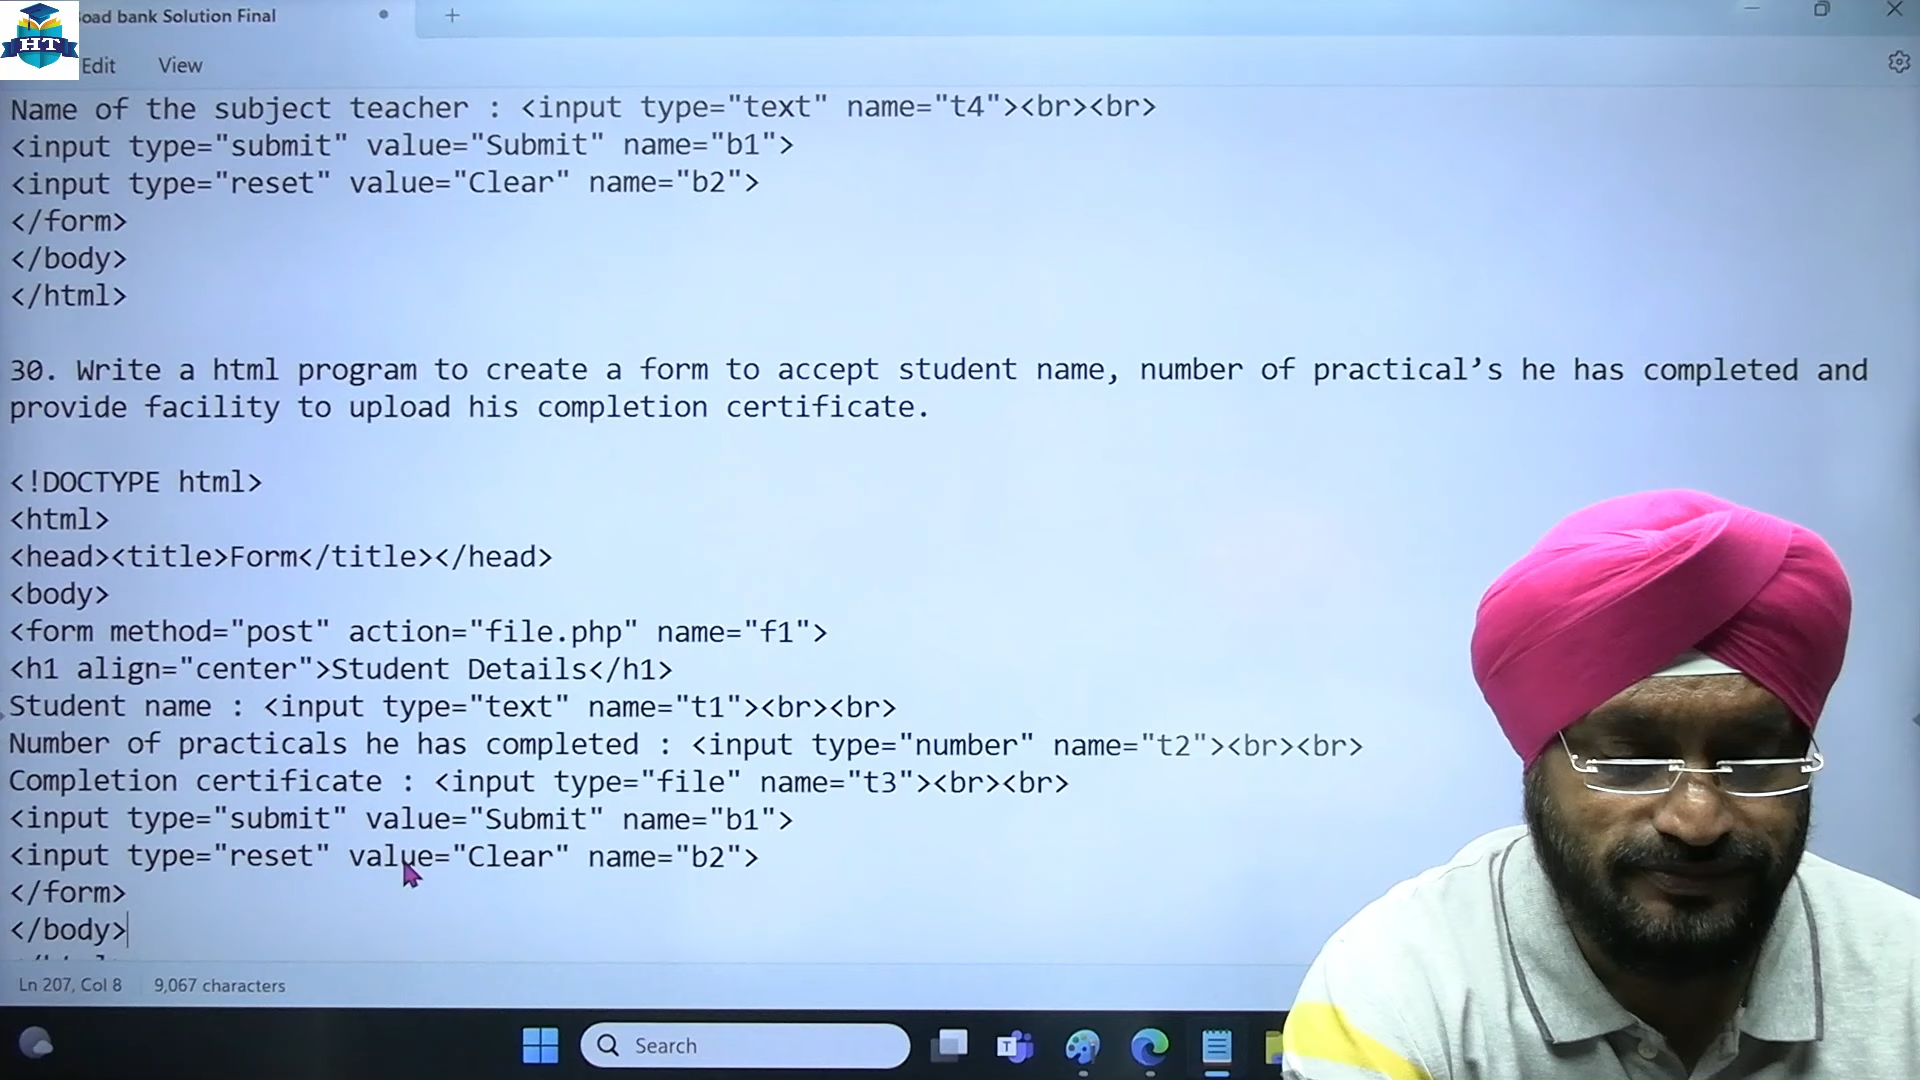 oad bank Solution Final
HT
Edit View
Name of the subject teacher : <input type="text" name="t4"><br><br>
<input type="submit" value="Submit" name="b1">
<input type="reset" value="Clear" name="b2">
</form>
</body>
</html>
30. Write a html program to create a form to accept student name, number of practical’s he has completed and
provide facility to upload his completion certificate.
<!DOCTYPE html>
<html>
<head><title>Form</title></head>
<body>
<form method="post" action="file.php" name="f1">
<h1 align="center">Student Details</h1>
Student name : <input type="text" name="t1"><br><br>
Number of practicals he has completed : <input type="number" name="t2"><br><br>
Completion certificate : <input type="file" name="t3"><br><br>
<input type="submit" value="Submit" name="b1">
<input type="reset" value="Clear" name="b2">
</form>
</body>
Ln 207, Col 8 9,067 characters
Search